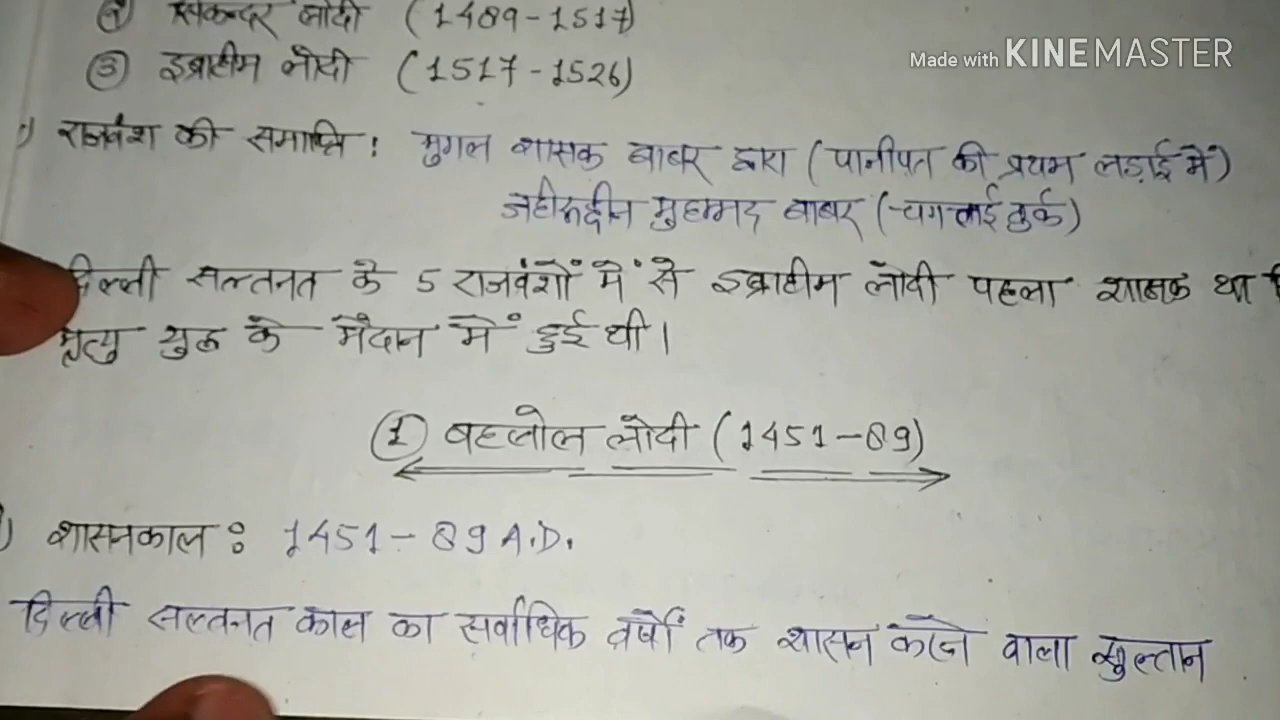 ② सिकन्दर लोदी (1489-1517)
Made with KINEMASTER
③ इब्राहीम लोदी (1517-1526)
राजवंश की समाप्ति : मुगल शासक बाबर द्वारा (पानीपत की प्रथम लड़ाई में)
जहीरुद्दीन मुहम्मद बाबर (चगताई तुर्क)
दिल्ली सल्तनत के 5 राजवंशों में से इब्राहीम लोदी पहला शासक था
मृत्यु युद्ध के मैदान में हुई थी।
① बहलोल लोदी (1451-89)
शासनकाल : 1451-89 A.D.
दिल्ली सल्तनत काल का सर्वाधिक वर्षों तक शासन करने वाला सुल्तान